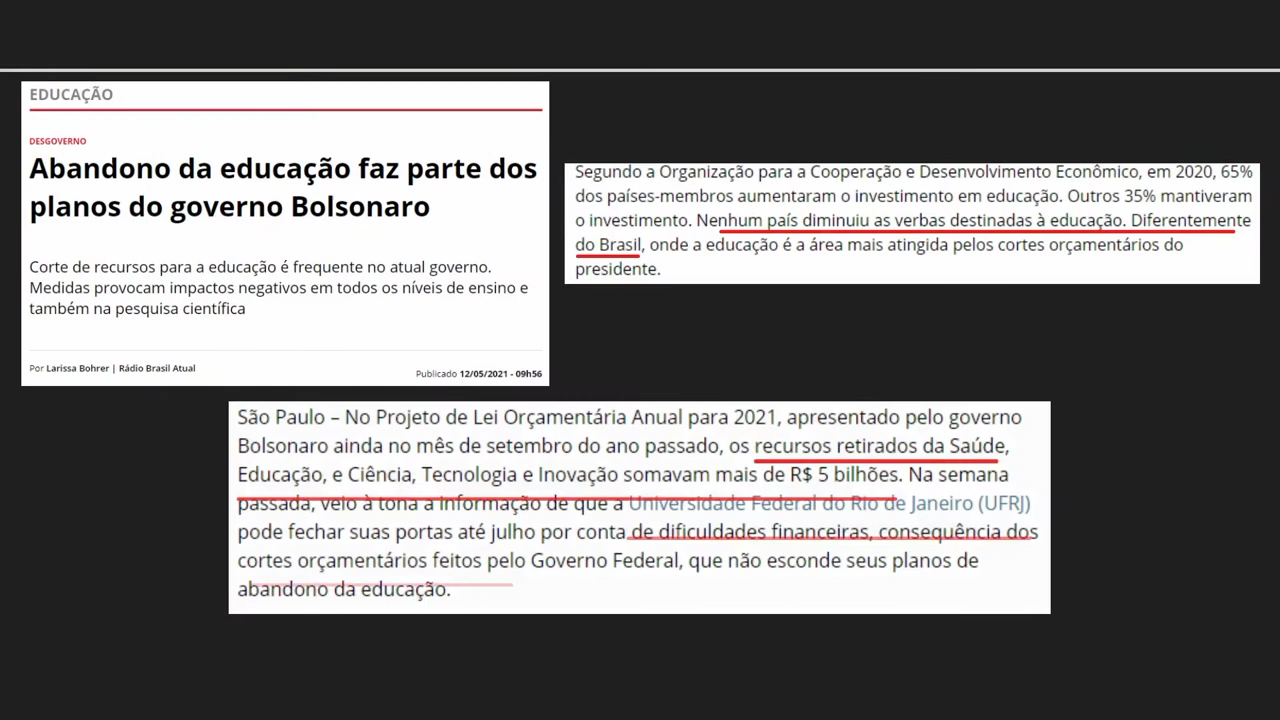 EDUCAÇÃO
DESGOVERNO
Abandono da educação faz parte dos
planos do governo Bolsonaro
Corte de recursos para a educação é frequente no atual governo.
Medidas provocam impactos negativos em todos os níveis de ensino e
também na pesquisa científica
Por Larissa Bohrer | Rádio Brasil Atual
Publicado 12/05/2021 - 09h56
Segundo a Organização para a Cooperação e Desenvolvimento Econômico, em 2020, 65%
dos países-membros aumentaram o investimento em educação. Outros 35% mantiveram
o investimento. Nenhum país diminuiu as verbas destinadas à educação. Diferentemente
do Brasil, onde a educação é a área mais atingida pelos cortes orçamentários do
presidente.
São Paulo – No Projeto de Lei Orçamentária Anual para 2021, apresentado pelo governo
Bolsonaro ainda no mês de setembro do ano passado, os recursos retirados da Saúde,
Educação, e Ciência, Tecnologia e Inovação somavam mais de R$ 5 bilhões. Na semana
passada, veio à tona a informação de que a Universidade Federal do Rio de Janeiro (UFRJ)
pode fechar suas portas até julho por conta de dificuldades financeiras, consequência dos
cortes orçamentários feitos pelo Governo Federal, que não esconde seus planos de
abandono da educação.